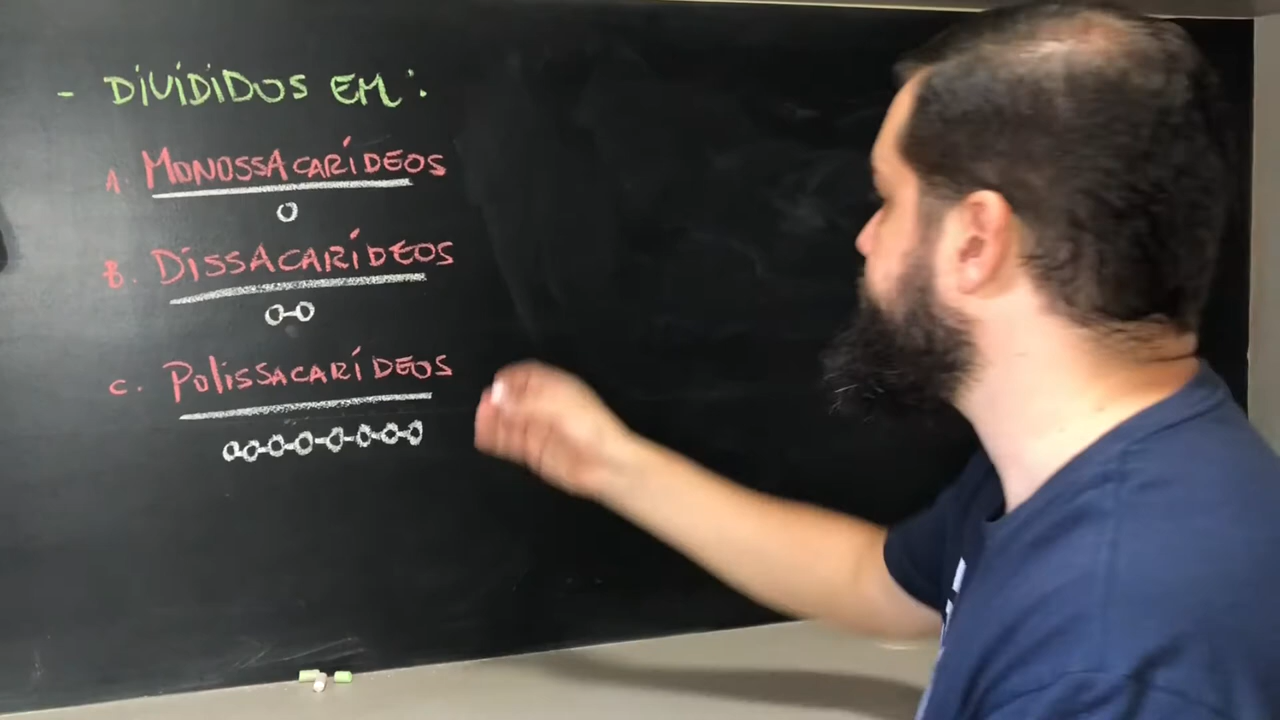 - DIVIDIDOS EM:
A. MONOSSACARÍDEOS
B. DISSACARÍDEOS
C. POLISSACARÍDEOS